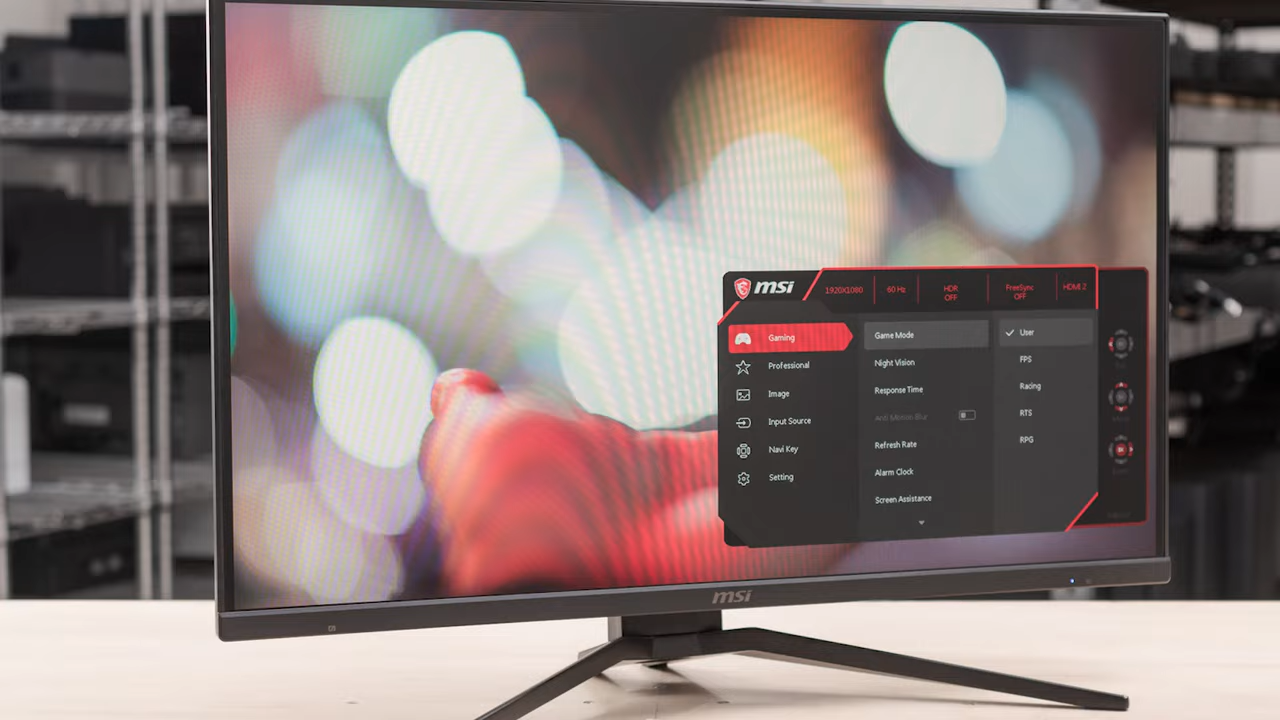 msi
1920X1080
60 Hz
HDR
OFF
FreeSync
OFF
HDMI 2
Gaming
Professional
Image
Input Source
Navi Key
Setting
Game Mode
Night Vision
Response Time
Anti Motion Blur
Refresh Rate
Alarm Clock
Screen Assistance
User
FPS
Racing
RTS
RPG
msi